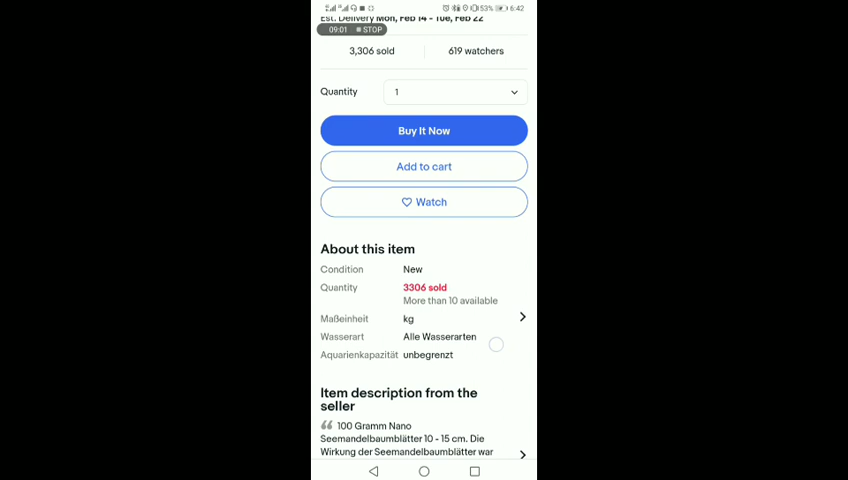 53% 6:42
Est. Delivery Mon, Feb 14 - Tue, Feb 22
09:01 STOP
3,306 sold 619 watchers
Quantity 1
Buy It Now
Add to cart
Watch
About this item
Condition New
Quantity 3306 sold
More than 10 available
Maßeinheit kg
Wasserart Alle Wasserarten
Aquarienkapazität unbegrenzt
Item description from the
seller
“ 100 Gramm Nano
Seemandelbaumblätter 10 - 15 cm. Die
Wirkung der Seemandelbaumblätter war